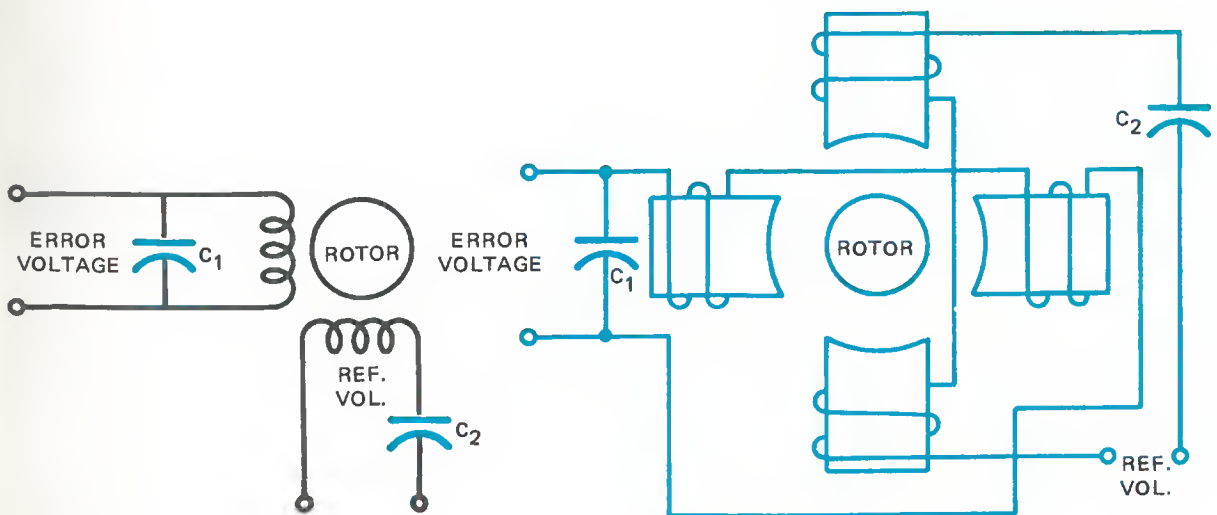 ERROR
VOLTAGE
C1
ROTOR
REF.
VOL.
C2
ERROR
VOLTAGE
C1
ROTOR
C2
REF.
VOL.